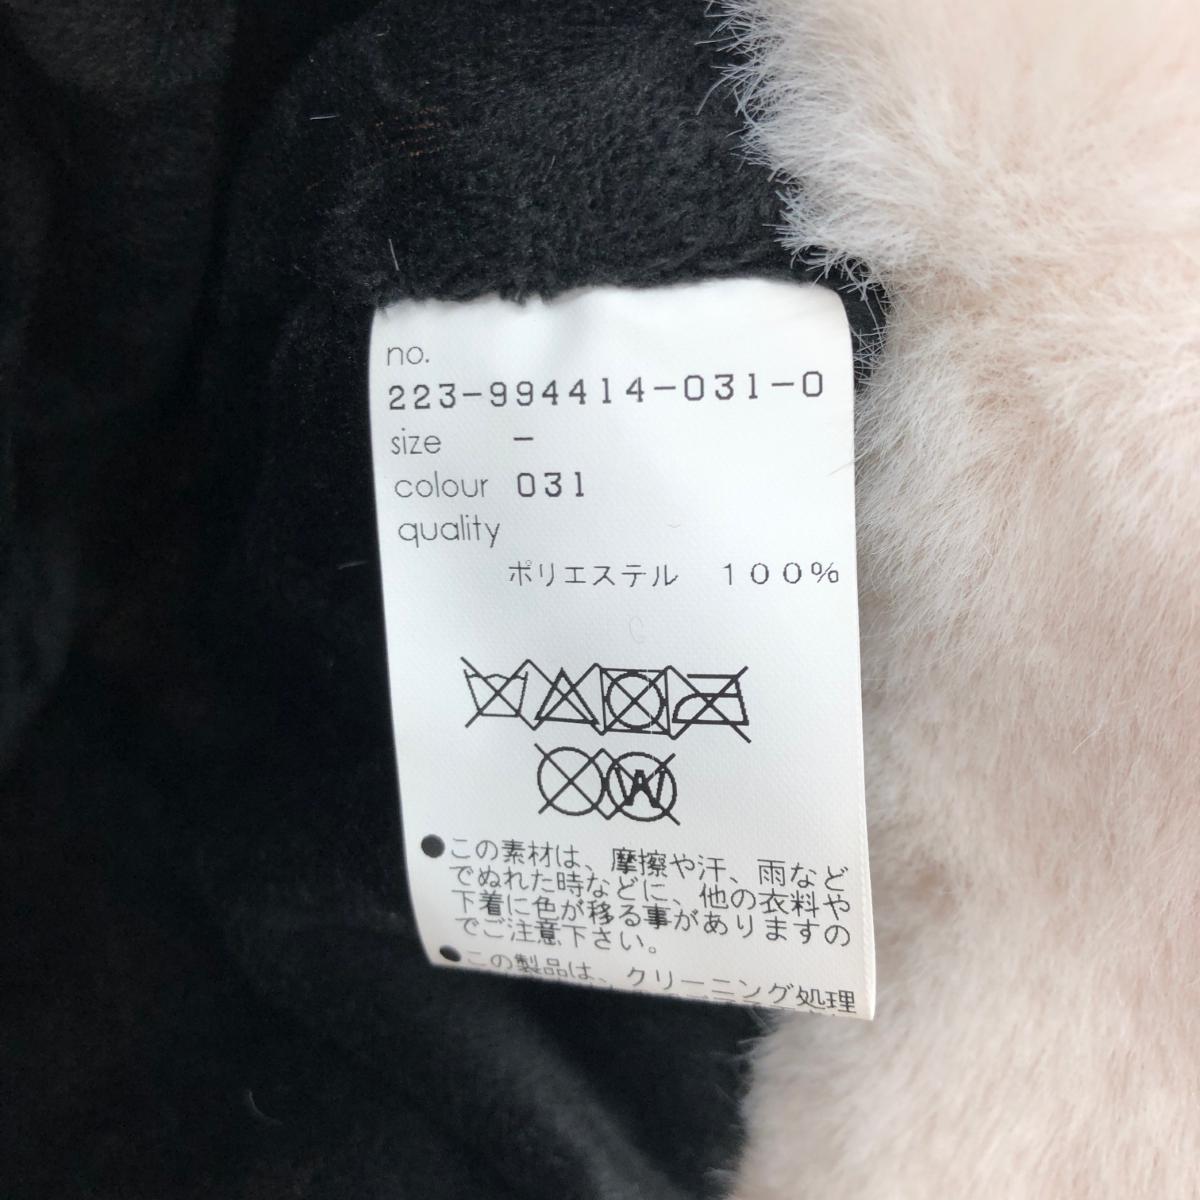 no.
223-994414-031-0
size －
colour 031
quality
ポリエステル １００％
W
●この素材は、摩擦や汗、雨など
でぬれた時などに、他の衣料や
下着に色が移る事がありますの
でご注意下さい。
●この製品は、クリーニング処理